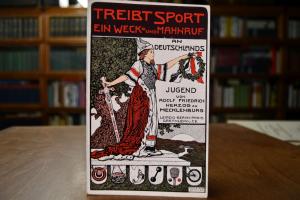 TREIBT SPORT
EIN WECK- UND MAHNRUF
AN
DEUTSCHLANDS
JUGEND
VON
ADOLF FRIEDRICH
HERZOG ZU
MECKLENBURG